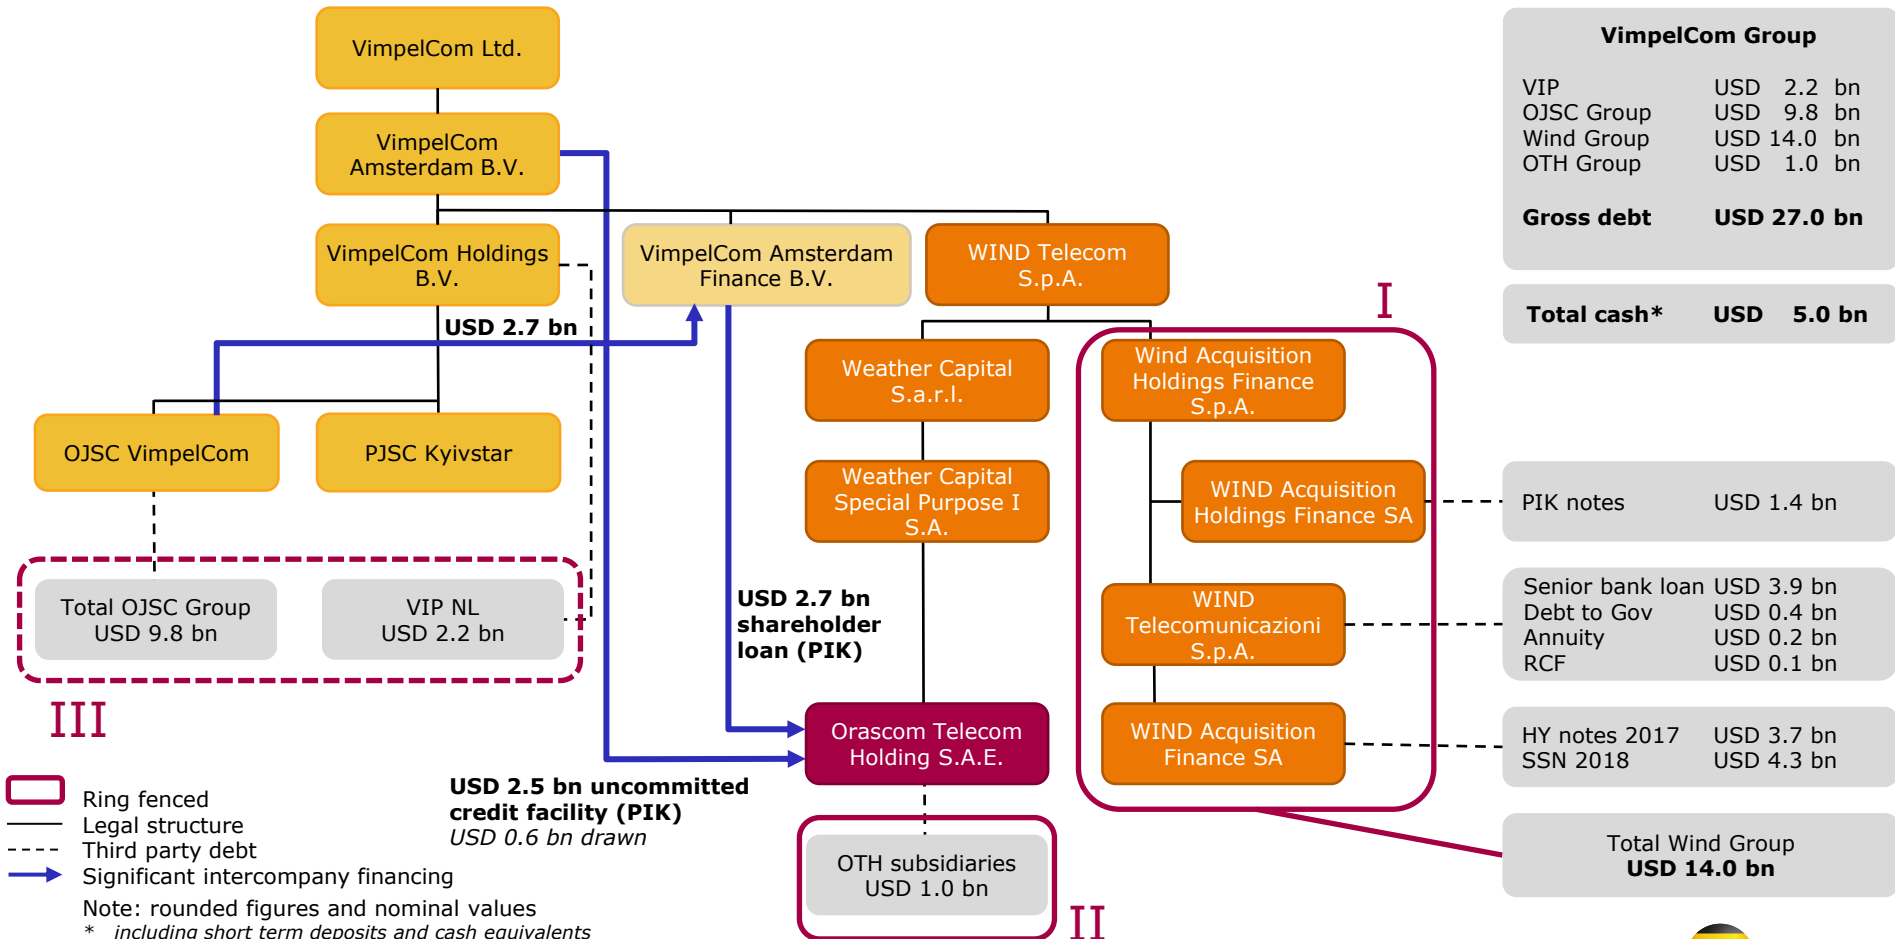 VimpelCom Ltd.
VimpelCom
Amsterdam B.V.
VimpelCom Holdings
B.V.
VimpelCom Amsterdam
Finance B.V.
WIND Telecom
S.p.A.
USD 2.7 bn
OJSC VimpelCom
PJSC Kyivstar
Weather Capital
S.a.r.l.
Weather Capital
Special Purpose I
S.A.
I
Wind Acquisition
Holdings Finance
S.p.A.
WIND Acquisition
Holdings Finance SA
WIND
Telecomunicazioni
S.p.A.
WIND Acquisition
Finance SA
Total OJSC Group
USD 9.8 bn
VIP NL
USD 2.2 bn
III
USD 2.7 bn
shareholder
loan (PIK)
Orascom Telecom
Holding S.A.E.
USD 2.5 bn uncommitted
credit facility (PIK)
USD 0.6 bn drawn
OTH subsidiaries
USD 1.0 bn
II
VimpelCom Group
VIP USD 2.2 bn
OJSC Group USD 9.8 bn
Wind Group USD 14.0 bn
OTH Group USD 1.0 bn
Gross debt USD 27.0 bn
Total cash* USD 5.0 bn
PIK notes USD 1.4 bn
Senior bank loan USD 3.9 bn
Debt to Gov USD 0.4 bn
Annuity USD 0.2 bn
RCF USD 0.1 bn
HY notes 2017 USD 3.7 bn
SSN 2018 USD 4.3 bn
Total Wind Group
USD 14.0 bn
Ring fenced
Legal structure
Third party debt
Significant intercompany financing
Note: rounded figures and nominal values
* including short term deposits and cash equivalents